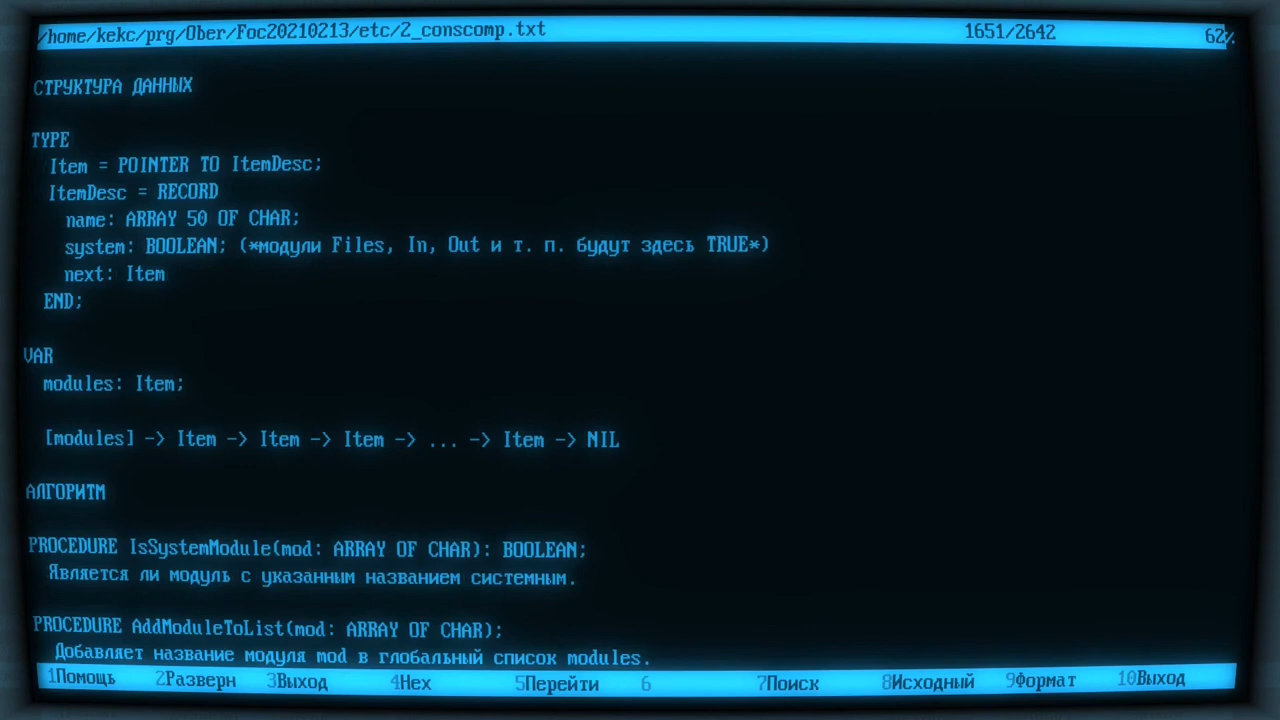 /home/kekc/prg/Ober/Foc20210213/etc/2_conscomp.txt 1651/2642 62%
СТРУКТУРА ДАННЫХ
TYPE
Item = POINTER TO ItemDesc;
ItemDesc = RECORD
name: ARRAY 50 OF CHAR;
system: BOOLEAN; (*модули Files, In, Out и т. п. будут здесь TRUE*)
next: Item
END;
VAR
modules: Item;
[modules] -> Item -> Item -> Item -> ... -> Item -> NIL
АЛГОРИТМ
PROCEDURE IsSystemModule(mod: ARRAY OF CHAR): BOOLEAN;
Является ли модуль с указанным названием системным.
PROCEDURE AddModuleToList(mod: ARRAY OF CHAR);
Добавляет название модуля mod в глобальный список modules.
1Помощь 2Разверн 3Выход 4Hex 5Перейти 6 7Поиск 8Исходный 9Формат 10Выход